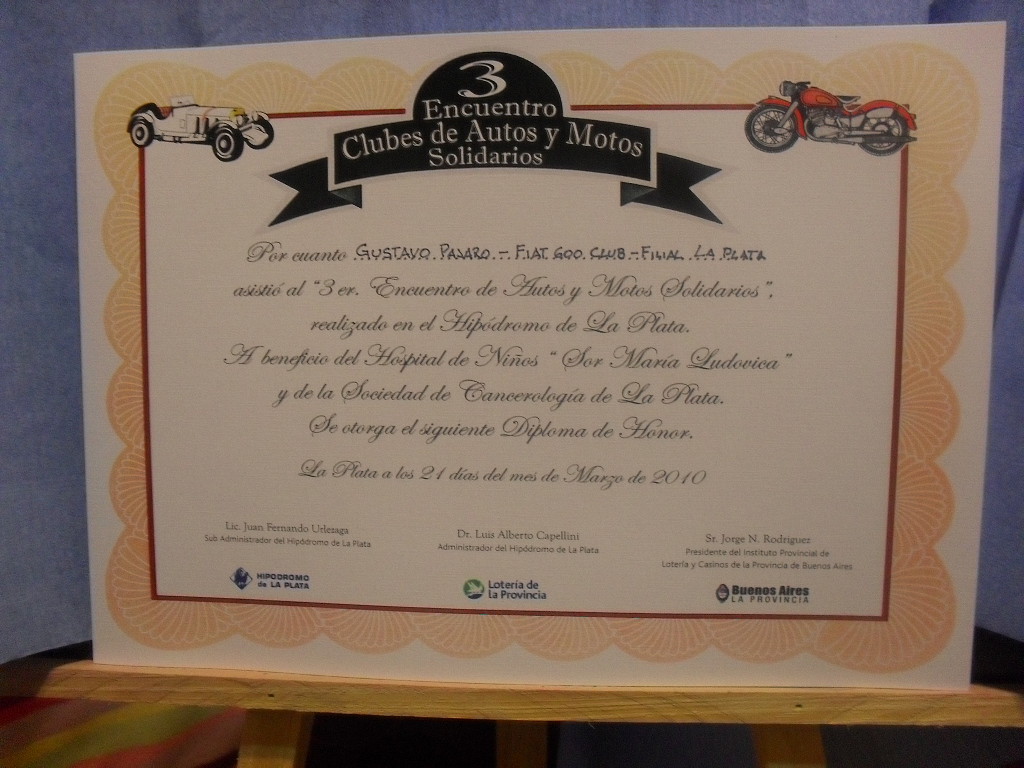 3
Encuentro
Clubes de Autos y Motos
Solidarios
Por cuanto GUSTAVO PAJARO - FIAT 600 CLUB - FILIAL LA PLATA
asistió al "3 er. Encuentro de Autos y Motos Solidarios",
realizado en el Hipódromo de La Plata.
A beneficio del Hospital de Niños " Sor María Ludovica "
y de la Sociedad de Cancerología de La Plata.
Se otorga el siguiente Diploma de Honor.
La Plata a los 21 días del mes de Marzo de 2010
Lic. Juan Fernando Urlezaga
Sub Administrador del Hipódromo de La Plata
Dr. Luis Alberto Capellini
Administrador del Hipódromo de La Plata
Sr. Jorge N. Rodriguez
Presidente del Instituto Provincial de
Lotería y Casinos de la Provincia de Buenos Aires
HIPODROMO
de LA PLATA
Lotería de
la Provincia
Buenos Aires
LA PROVINCIA